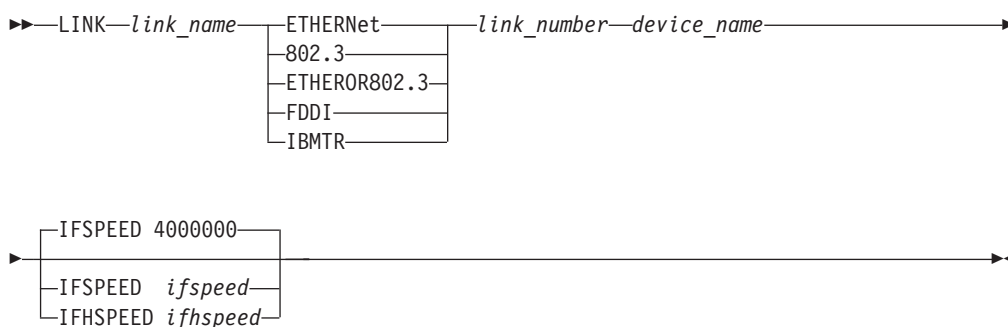 LINK link_name ETHERNet link_number device_name
802.3
ETHEROR802.3
FDDI
IBMTR
IFSPEED 4000000
IFSPEED ifspeed
IFHSPEED ifhspeed